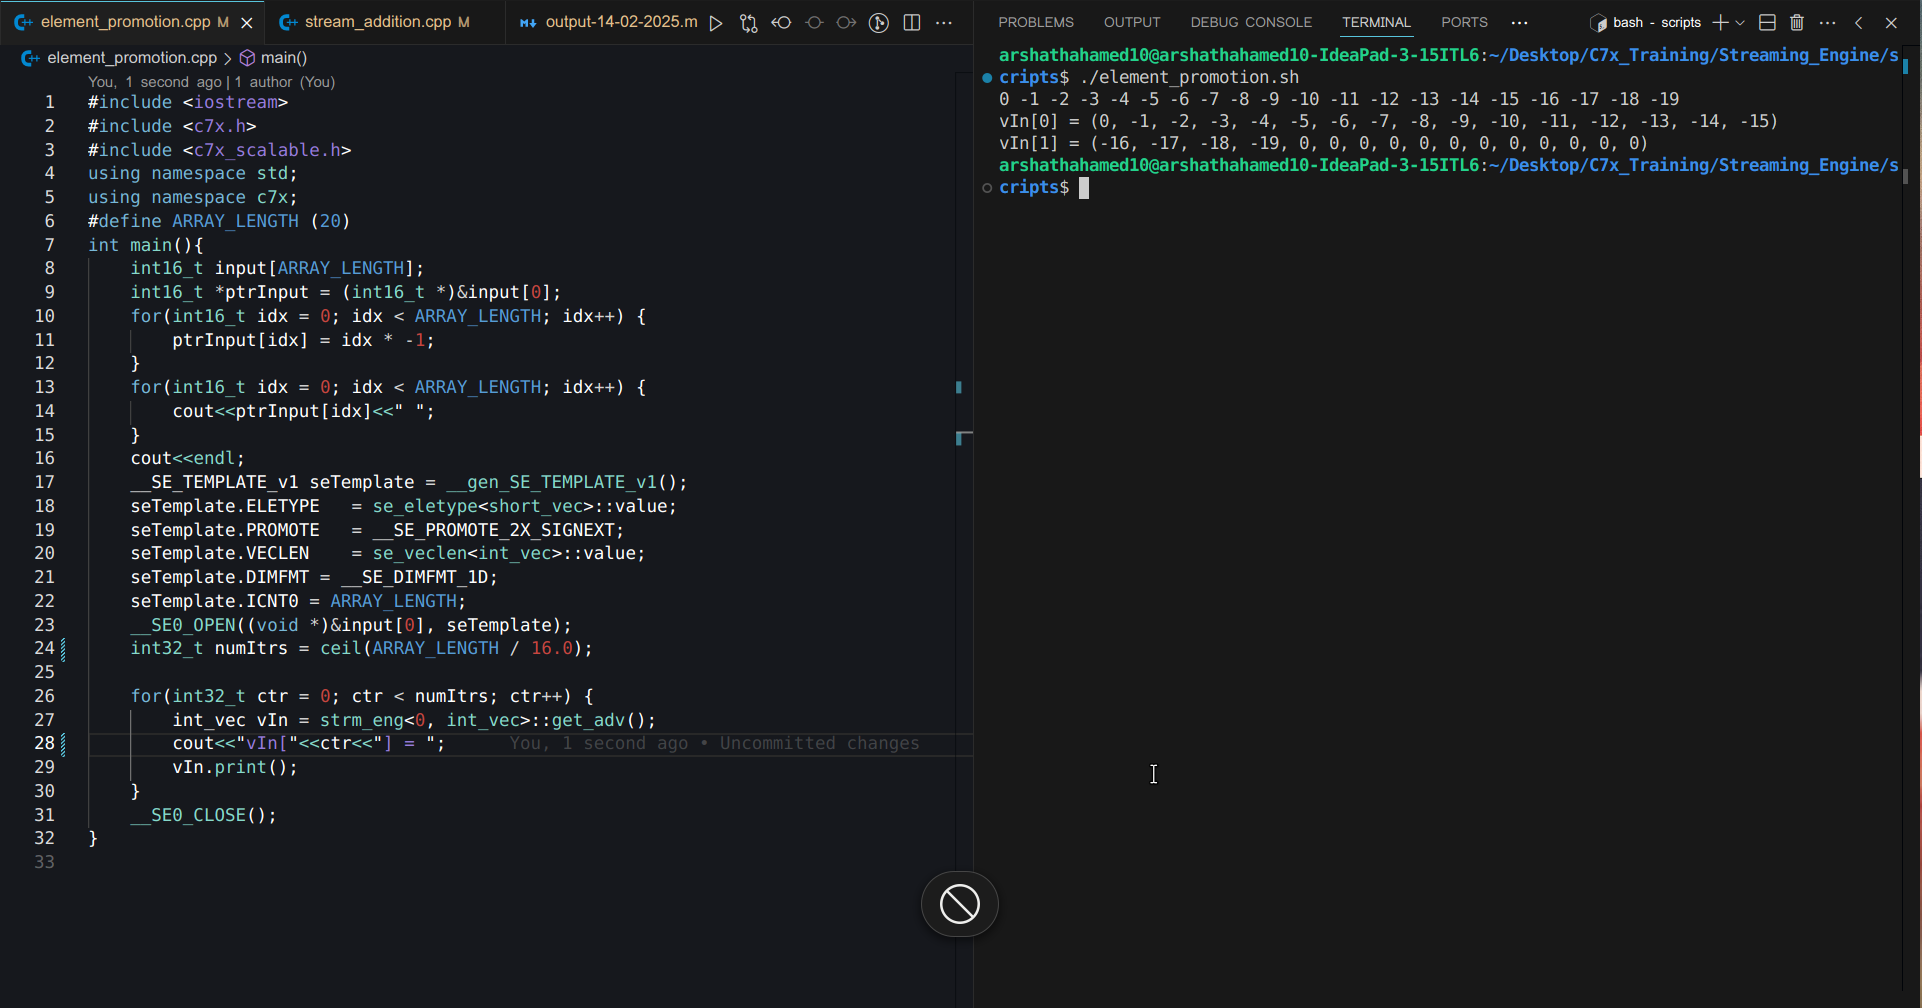 element_promotion.cpp M
stream_addition.cpp M
output-14-02-2025.m
element_promotion.cpp > main()
You, 1 second ago | 1 author (You)
1 #include <iostream>
2 #include <c7x.h>
3 #include <c7x_scalable.h>
4 using namespace std;
5 using namespace c7x;
6 #define ARRAY_LENGTH (20)
7 int main(){
8 int16_t input[ARRAY_LENGTH];
9 int16_t *ptrInput = (int16_t *)&input[0];
10 for(int16_t idx = 0; idx < ARRAY_LENGTH; idx++) {
11 ptrInput[idx] = idx * -1;
12 }
13 for(int16_t idx = 0; idx < ARRAY_LENGTH; idx++) {
14 cout<<ptrInput[idx]<<" ";
15 }
16 cout<<endl;
17 __SE_TEMPLATE_v1 seTemplate = __gen_SE_TEMPLATE_v1();
18 seTemplate.ELETYPE = se_eletype<short_vec>::value;
19 seTemplate.PROMOTE = __SE_PROMOTE_2X_SIGNEXT;
20 seTemplate.VECLEN = se_veclen<int_vec>::value;
21 seTemplate.DIMFMT = __SE_DIMFMT_1D;
22 seTemplate.ICNT0 = ARRAY_LENGTH;
23 __SE0_OPEN((void *)&input[0], seTemplate);
24 int32_t numItrs = ceil(ARRAY_LENGTH / 16.0);
25
26 for(int32_t ctr = 0; ctr < numItrs; ctr++) {
27 int_vec vIn = strm_eng<0, int_vec>::get_adv();
28 cout<<"vIn["<<ctr<<"] = "; You, 1 second ago • Uncommitted changes
29 vIn.print();
30 }
31 __SE0_CLOSE();
32 }
33
PROBLEMS OUTPUT DEBUG CONSOLE TERMINAL PORTS ··· bash - scripts
arshathahamed10@arshathahamed10-IdeaPad-3-15ITL6:~/Desktop/C7x_Training/Streaming_Engine/s
cripts$ ./element_promotion.sh
0 -1 -2 -3 -4 -5 -6 -7 -8 -9 -10 -11 -12 -13 -14 -15 -16 -17 -18 -19
vIn[0] = (0, -1, -2, -3, -4, -5, -6, -7, -8, -9, -10, -11, -12, -13, -14, -15)
vIn[1] = (-16, -17, -18, -19, 0, 0, 0, 0, 0, 0, 0, 0, 0, 0, 0, 0)
arshathahamed10@arshathahamed10-IdeaPad-3-15ITL6:~/Desktop/C7x_Training/Streaming_Engine/s
cripts$